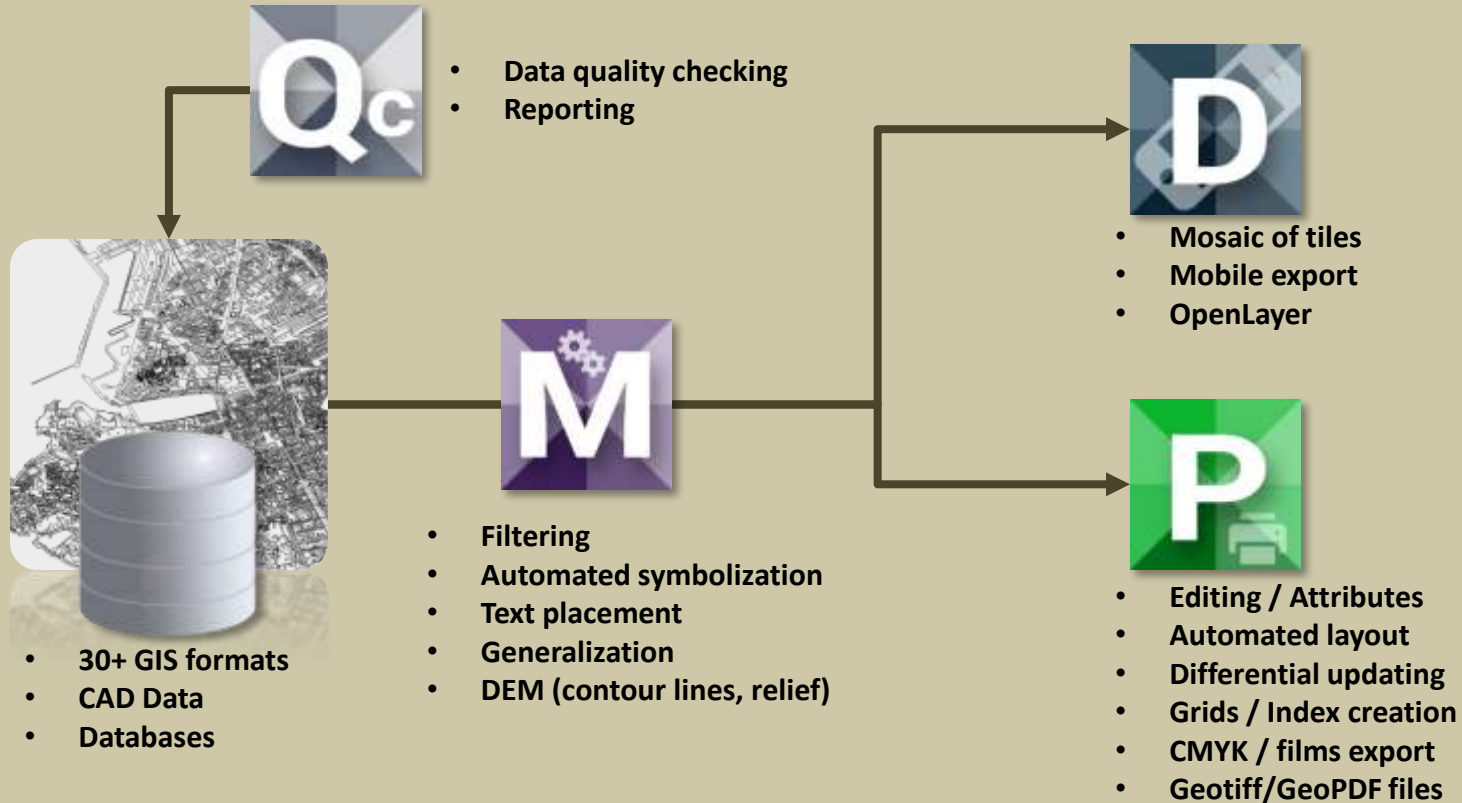 Qc
• Data quality checking
• Reporting
• 30+ GIS formats
• CAD Data
• Databases
M
• Filtering
• Automated symbolization
• Text placement
• Generalization
• DEM (contour lines, relief)
D
• Mosaic of tiles
• Mobile export
• OpenLayer
P
• Editing / Attributes
• Automated layout
• Differential updating
• Grids / Index creation
• CMYK / films export
• Geotiff/GeoPDF files